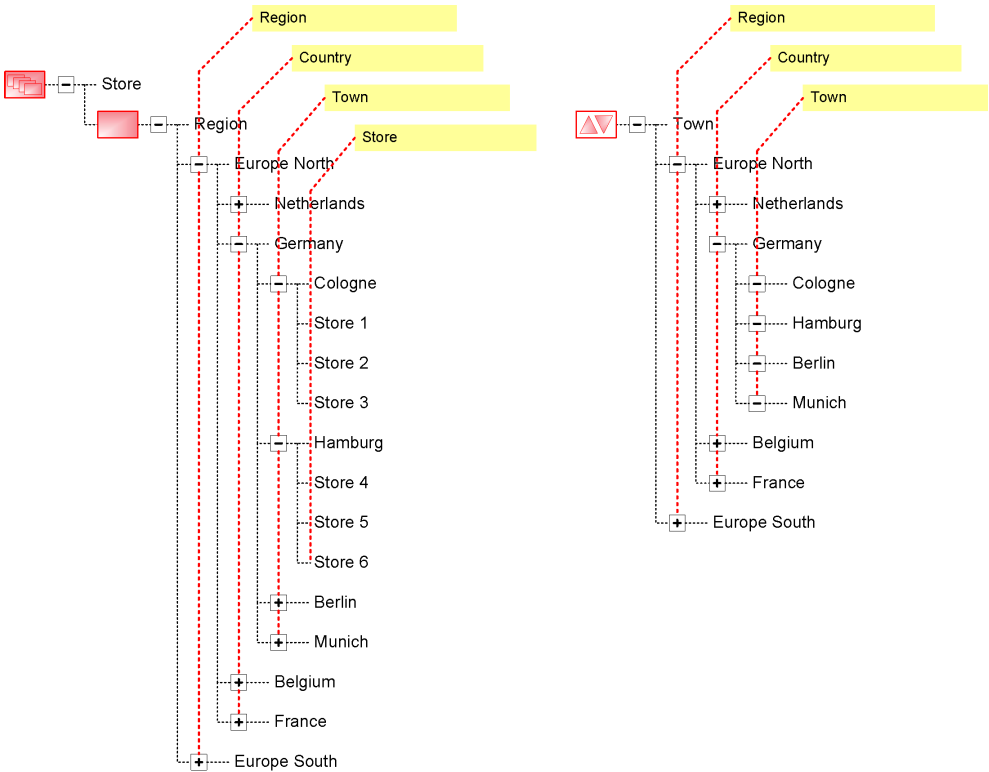 Region
Country
Town
Store
Store
Region
Europe North
Netherlands
Germany
Cologne
Store 1
Store 2
Store 3
Hamburg
Store 4
Store 5
Store 6
Berlin
Munich
Belgium
France
Europe South
Region
Country
Town
Town
Europe North
Netherlands
Germany
Cologne
Hamburg
Berlin
Munich
Belgium
France
Europe South